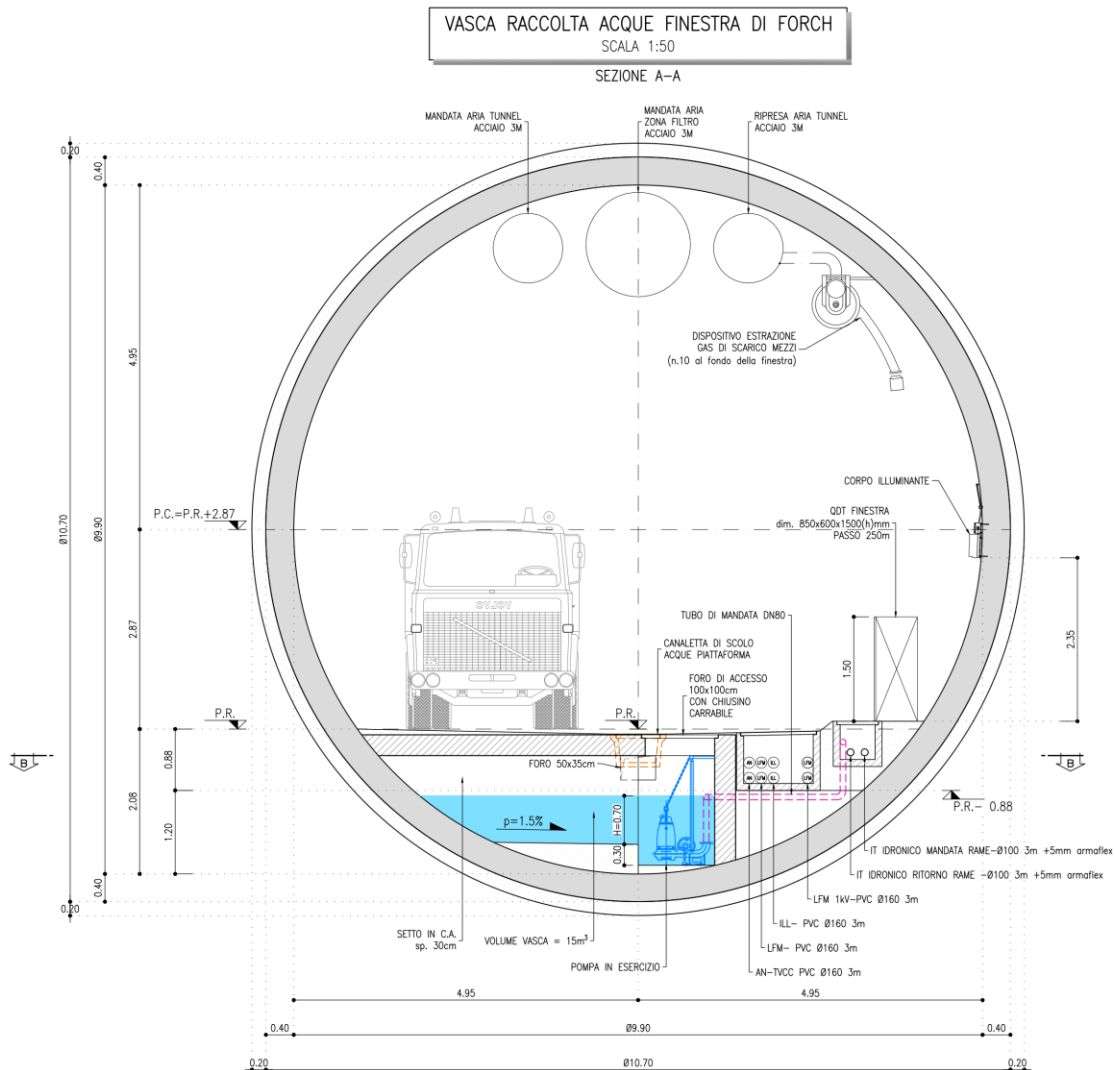 VASCA RACCOLTA ACQUE FINESTRA DI FORCH
SCALA 1:50
SEZIONE A-A
MANDATA ARIA TUNNEL
ACCIAIO 3M
MANDATA ARIA
ZONA FILTRO
ACCIAIO 3M
RIPRESA ARIA TUNNEL
ACCIAIO 3M
0.20
0.40
4.95
DISPOSITIVO ESTRAZIONE
GAS DI SCARICO MEZZI
(n.10 al fondo della finestra)
CORPO ILLUMINANTE
P.C.=P.R.+2.87
QDT FINESTRA
dim. 850x600x1500(h)mm
PASSO 250m
Ø10.70
Ø9.90
2.87
TUBO DI MANDATA DN80
CANALETTA DI SCOLO
ACQUE PIATTAFORMA
FORO DI ACCESSO
100x100cm
CON CHIUSINO
CARRABILE
1.50
2.35
P.R.
P.R.
B
B
FORO 50x35cm
AN
LFM
ILL
LFM
AN
LFM
ILL
LFM
0.88
2.08
1.20
P.R.- 0.88
p=1.5%
H=0.70
0.30
IT IDRONICO MANDATA RAME-Ø100 3m +5mm armaflex
IT IDRONICO RITORNO RAME -Ø100 3m +5mm armaflex
LFM 1kV-PVC Ø160 3m
ILL- PVC Ø160 3m
LFM- PVC Ø160 3m
AN-TVCC PVC Ø160 3m
0.40
0.20
SETTO IN C.A.
sp. 30cm
VOLUME VASCA = 15m³
POMPA IN ESERCIZIO
4.95
4.95
0.40
Ø9.90
0.40
0.20
Ø10.70
0.20